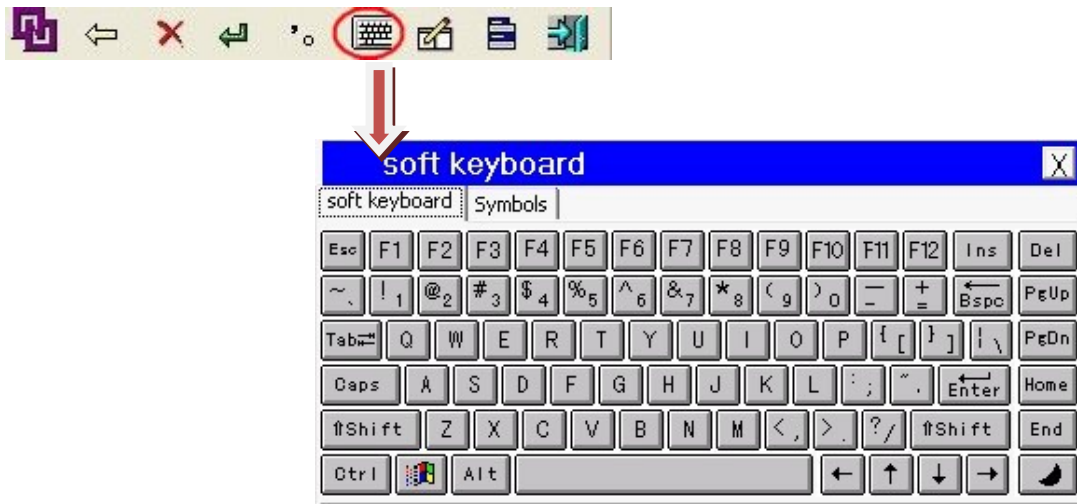 soft keyboard X
soft keyboard Symbols
Esc F1 F2 F3 F4 F5 F6 F7 F8 F9 F10 F11 F12 Ins Del
~ ` ! 1 @ 2 # 3 $ 4 % 5 ^ 6 & 7 * 8 ( 9 ) 0 _ - + = Bspc PgUp
Tab Q W E R T Y U I O P { [ } ] ¦ \ PgDn
Caps A S D F G H J K L : ; ˝ . Enter Home
⇑Shift Z X C V B N M < , > . ? / ⇑Shift End
Ctrl Alt ← ↑ ↓ →